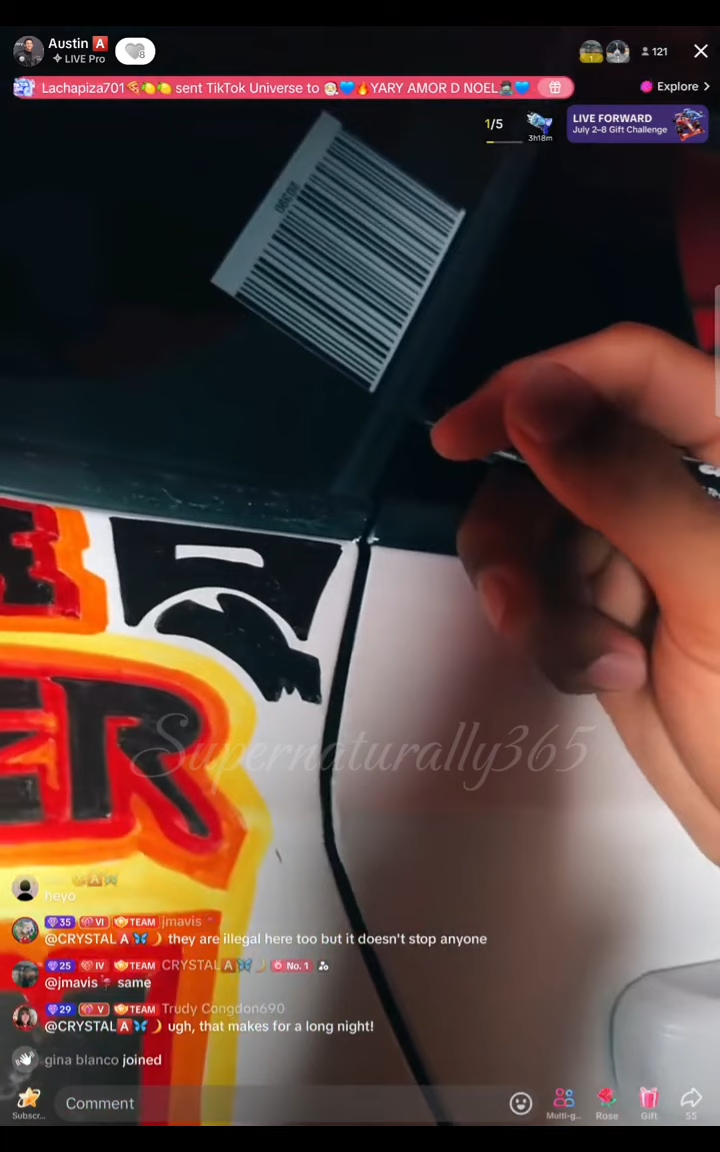 Austin A
LIVE Pro
8
121
Lachapiza701 sent TikTok Universe to YARY AMOR D NOEL
Explore
1/5
3h18m
LIVE FORWARD
July 2–8 Gift Challenge
E
ER
Supernaturally365
A
heyo
35 VI TEAM jmavis
@CRYSTAL A they are illegal here too but it doesn't stop anyone
25 IV TEAM CRYSTAL A No. 1
@jmavis same
29 V TEAM Trudy Congdon690
@CRYSTAL A ugh, that makes for a long night!
gina blanco joined
Subscr...
Comment
Multi-g...
Rose
Gift
55